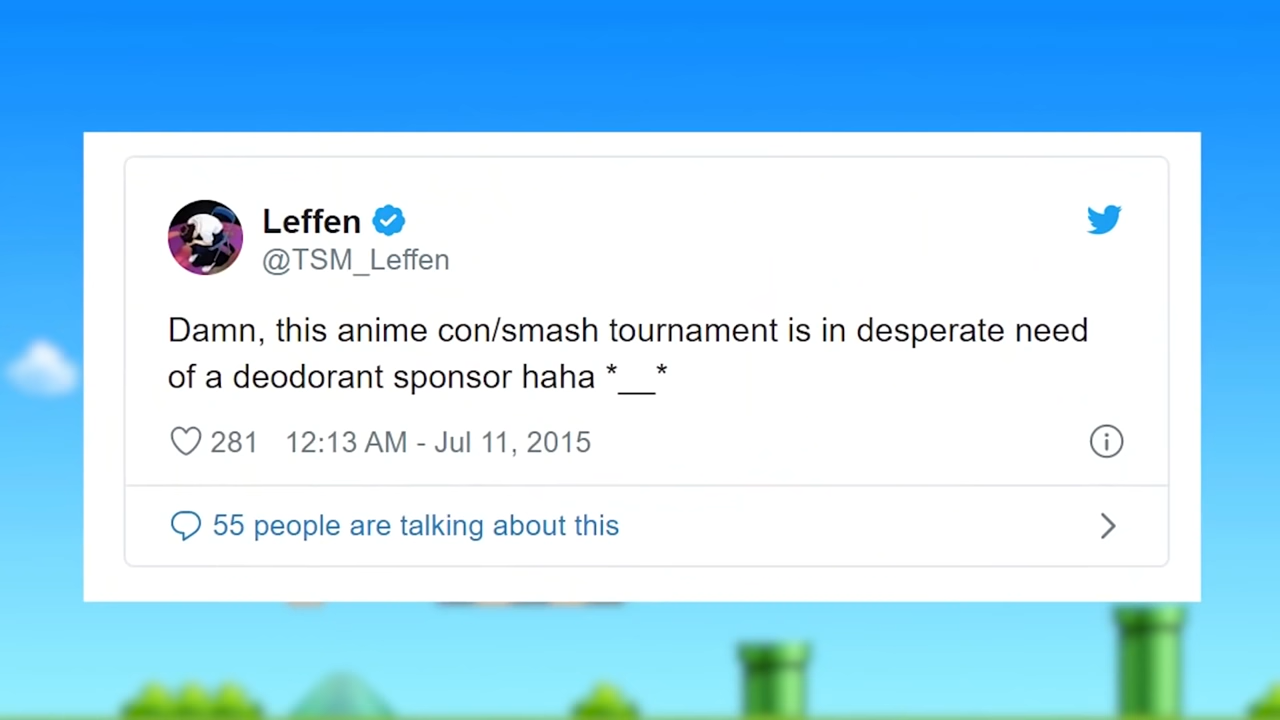 Leffen
@TSM_Leffen
Damn, this anime con/smash tournament is in desperate need
of a deodorant sponsor haha *__*
281 12:13 AM - Jul 11, 2015
55 people are talking about this